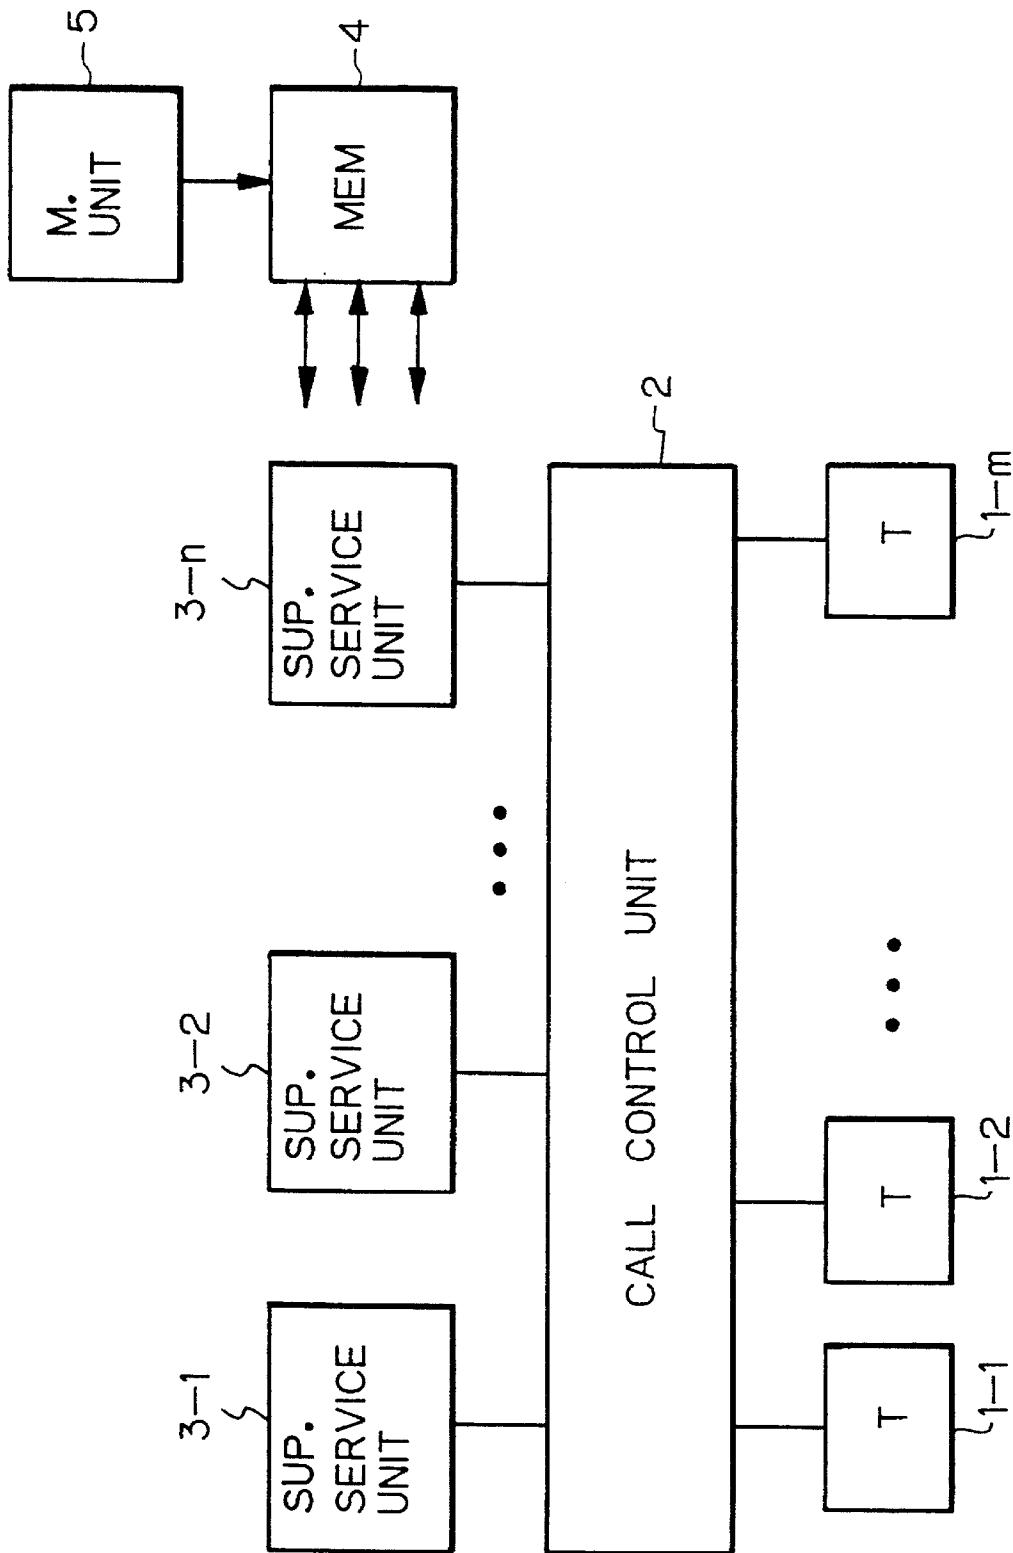 5
M.
UNIT
4
MEM
3-n
SUP.
SERVICE
UNIT
3-2
SUP.
SERVICE
UNIT
3-1
SUP.
SERVICE
UNIT
2
CALL CONTROL UNIT
T
1-m
T
1-2
T
1-1